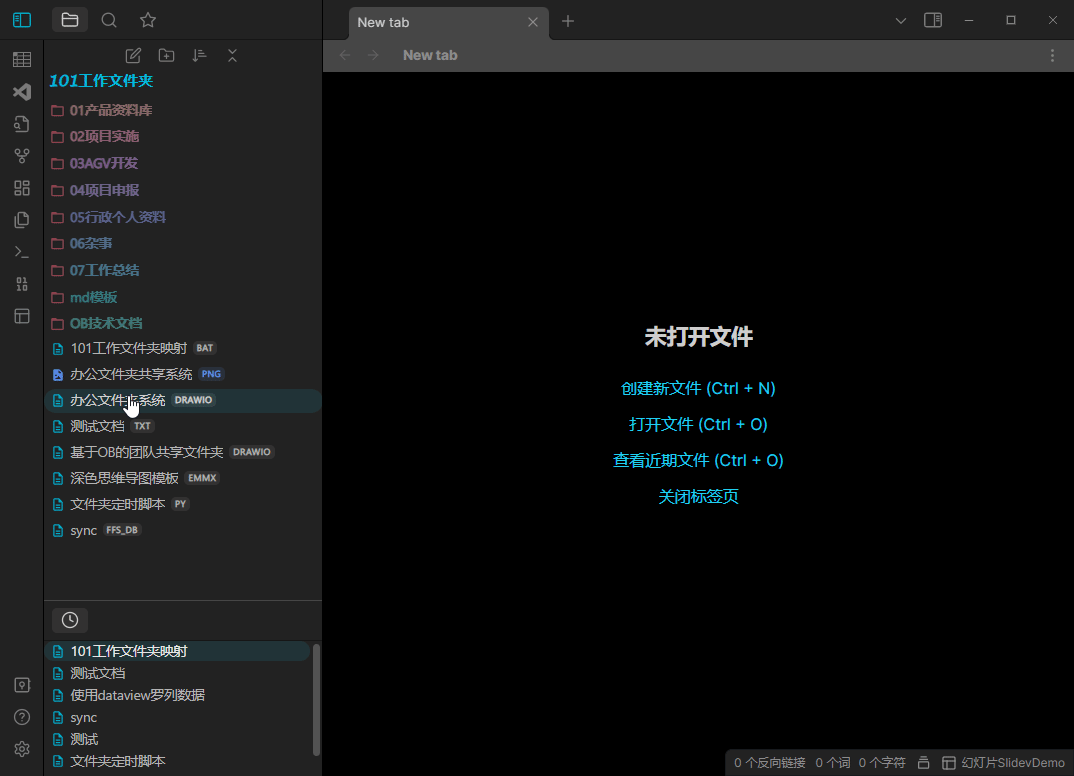 New tab
New tab
101工作文件夹
01产品资料库
02项目实施
03AGV开发
04项目申报
05行政个人资料
06杂事
07工作总结
md模板
OB技术文档
101工作文件夹映射 BAT
办公文件夹共享系统 PNG
办公文件夹系统 DRAWIO
测试文档 TXT
基于OB的团队共享文件夹 DRAWIO
深色思维导图模板 EMMX
文件夹定时脚本 PY
sync FFS_DB
101工作文件夹映射
测试文档
使用dataview罗列数据
sync
测试
文件夹定时脚本
未打开文件
创建新文件 (Ctrl + N)
打开文件 (Ctrl + O)
查看近期文件 (Ctrl + O)
关闭标签页
0 个反向链接 0 个词 0 个字符 幻灯片SlidevDemo